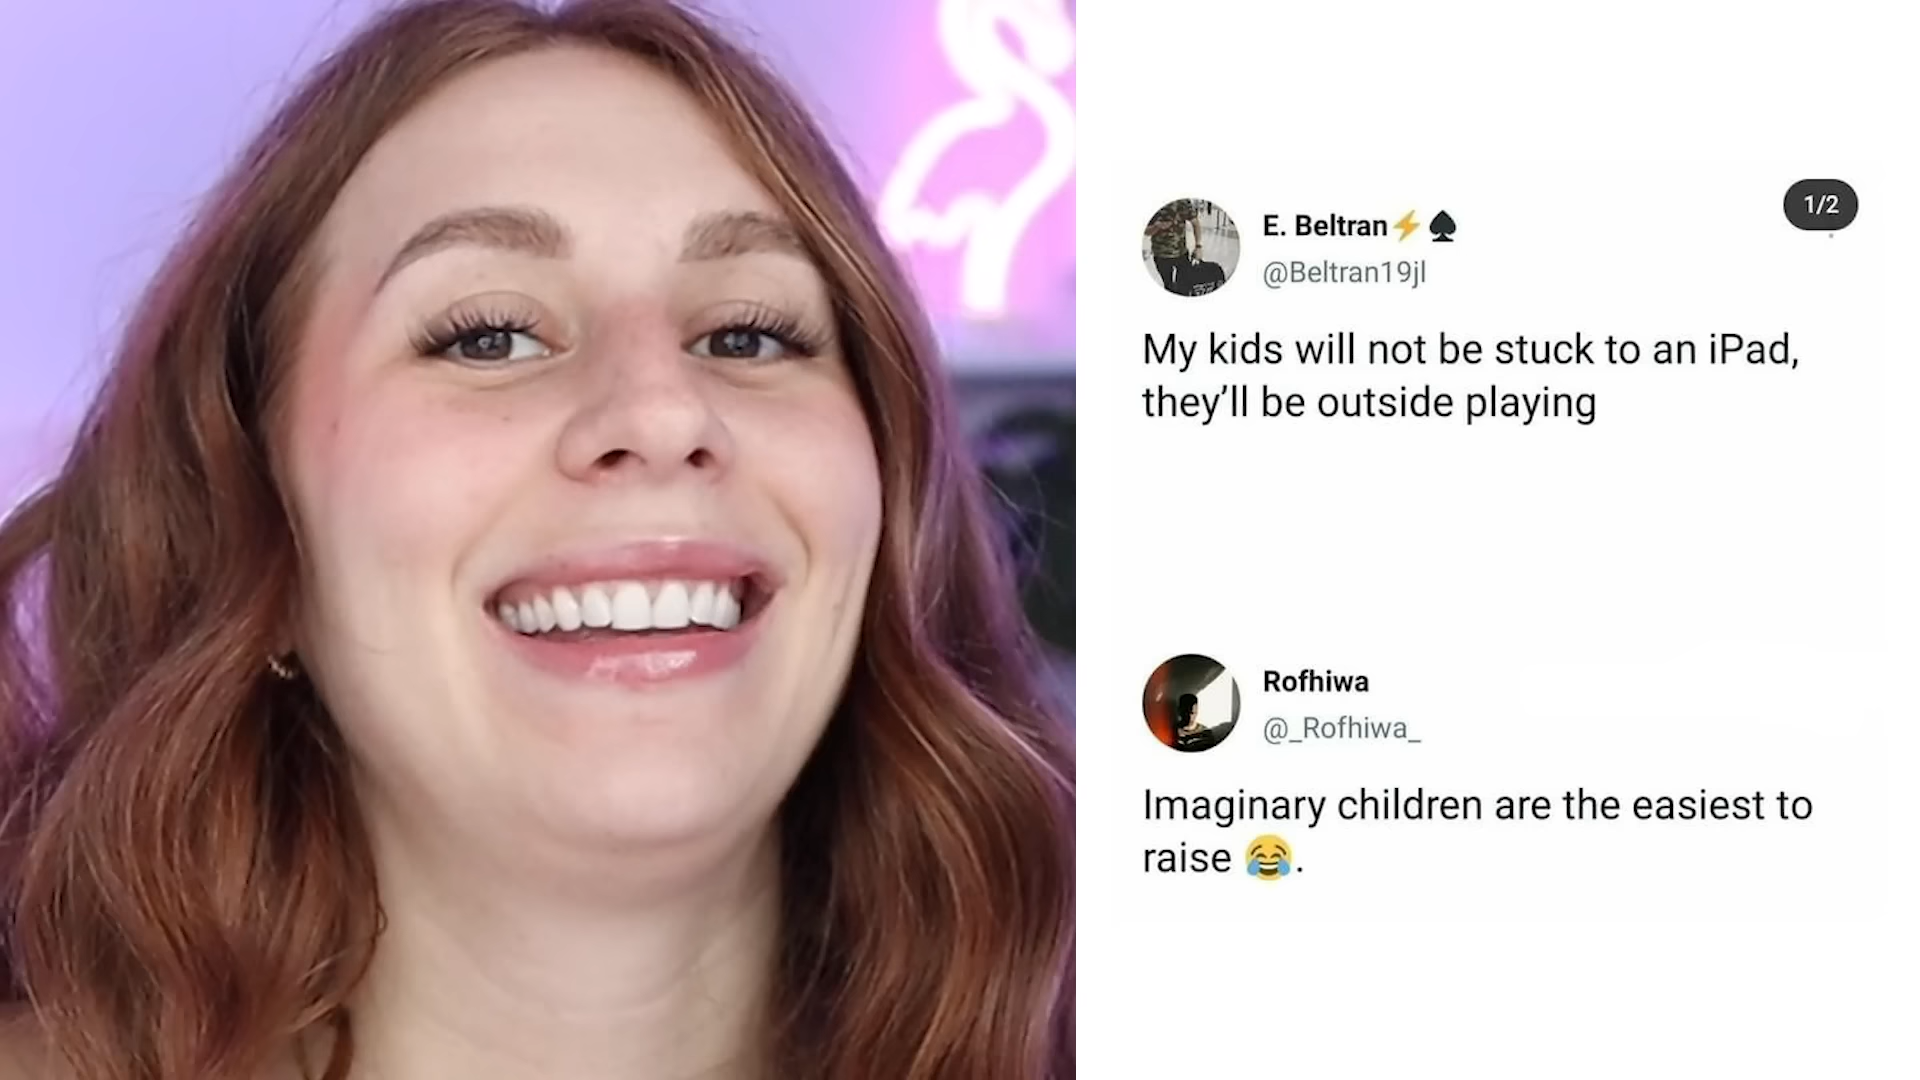 E. Beltran⚡♠
1/2
@Beltran19jl
My kids will not be stuck to an iPad,
they’ll be outside playing
Rofhiwa
@_Rofhiwa_
Imaginary children are the easiest to
raise 😂.